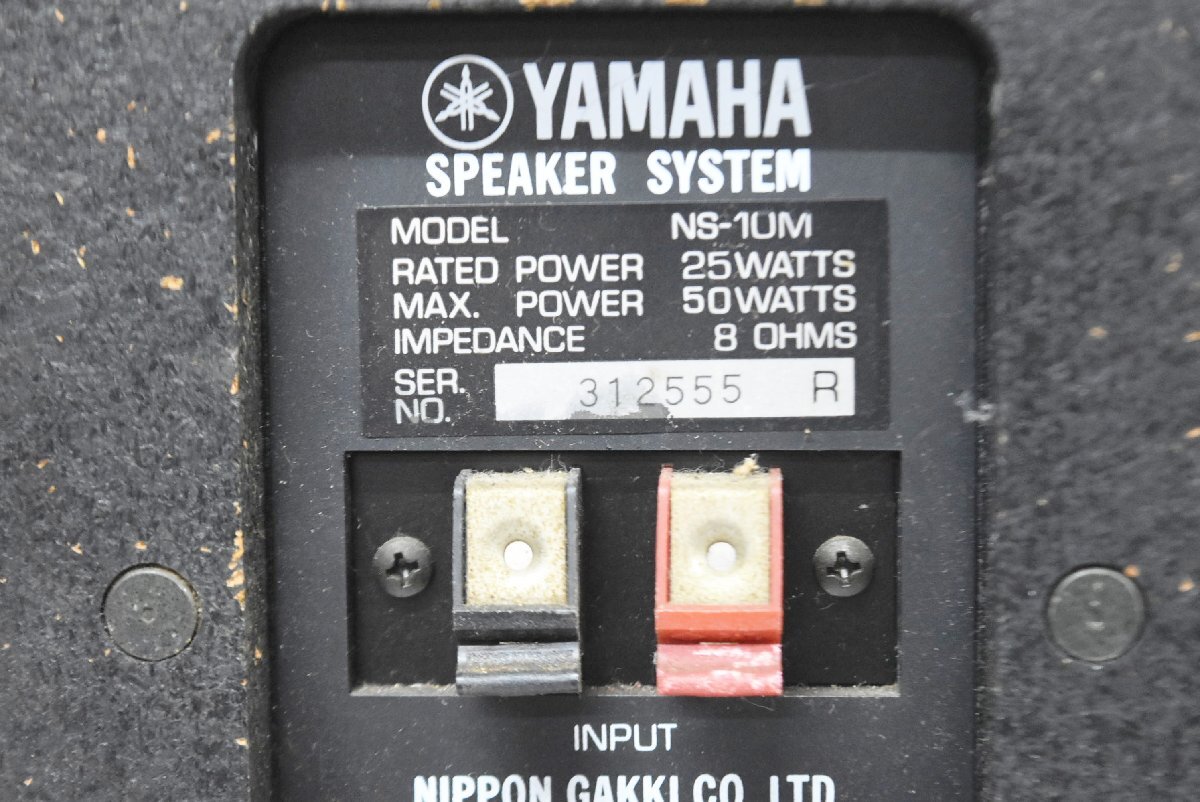 YAMAHA
SPEAKER SYSTEM
MODEL NS-10M
RATED POWER 25WATTS
MAX. POWER 50WATTS
IMPEDANCE 8 OHMS
SER. NO. 312555 R
INPUT
NIPPON GAKKI CO., LTD.